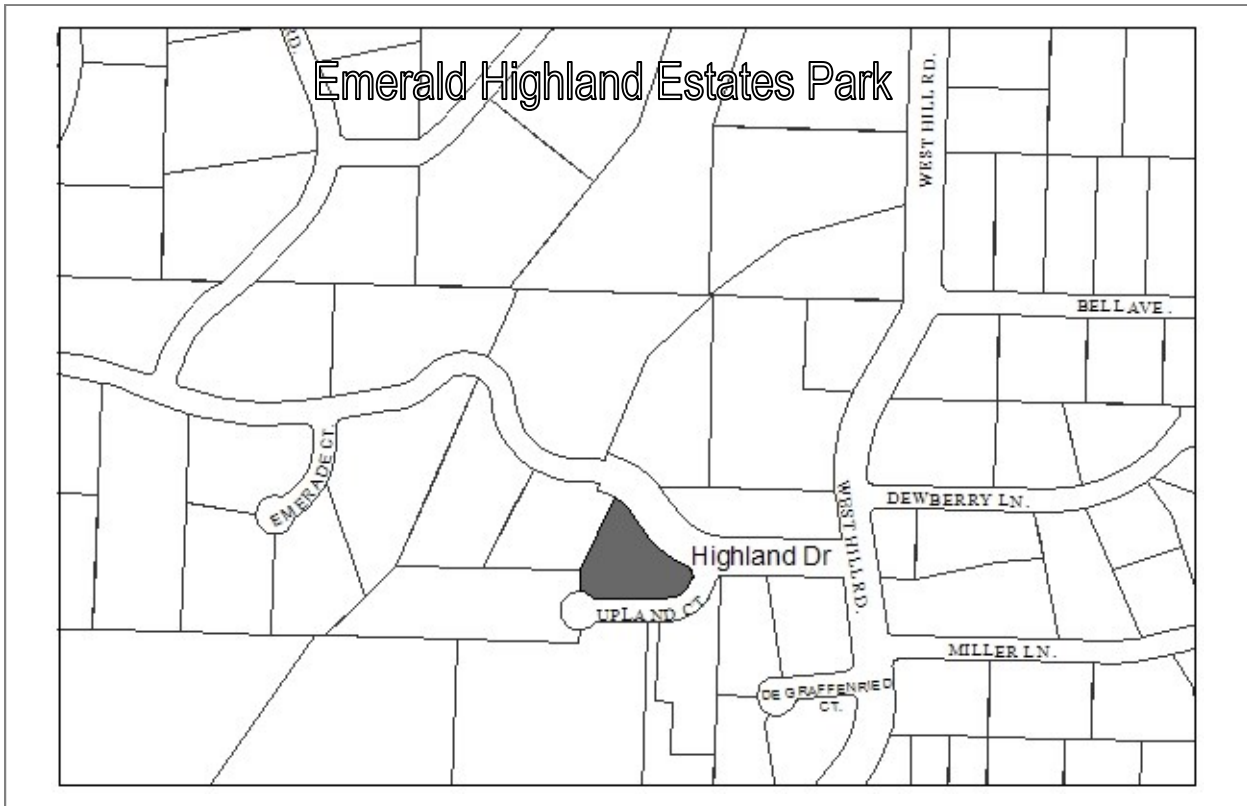 RD.
Emerald Highland Estates Park
WEST HILL RD.
BELL AVE.
EMERADE CT.
DEWBERRY LN.
WEST HILL RD.
Highland Dr
UPLAND CT.
MILLER LN.
DE GRAFFENRIED
CT.